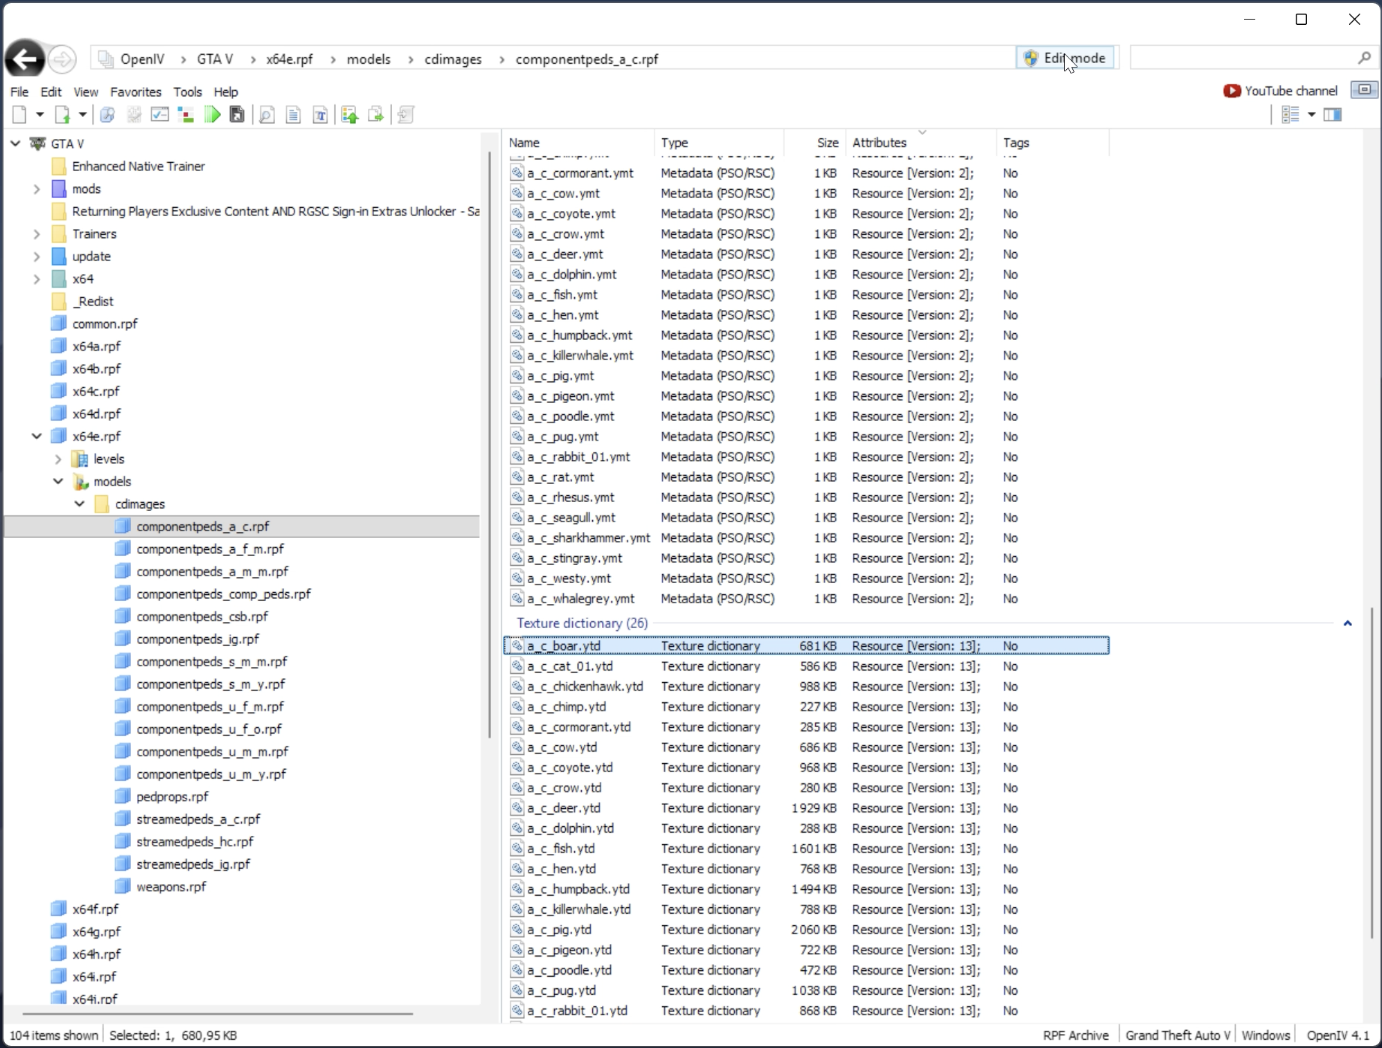 OpenIV › GTA V › x64e.rpf › models › cdimages › componentpeds_a_c.rpf
Edit mode
File Edit View Favorites Tools Help
YouTube channel
GTA V
Enhanced Native Trainer
mods
Returning Players Exclusive Content AND RGSC Sign-in Extras Unlocker - Sa
Trainers
update
x64
_Redist
common.rpf
x64a.rpf
x64b.rpf
x64c.rpf
x64d.rpf
x64e.rpf
levels
models
cdimages
componentpeds_a_c.rpf
componentpeds_a_f_m.rpf
componentpeds_a_m_m.rpf
componentpeds_comp_peds.rpf
componentpeds_csb.rpf
componentpeds_ig.rpf
componentpeds_s_m_m.rpf
componentpeds_s_m_y.rpf
componentpeds_u_f_m.rpf
componentpeds_u_f_o.rpf
componentpeds_u_m_m.rpf
componentpeds_u_m_y.rpf
pedprops.rpf
streamedpeds_a_c.rpf
streamedpeds_hc.rpf
streamedpeds_ig.rpf
weapons.rpf
x64f.rpf
x64g.rpf
x64h.rpf
x64i.rpf
x64j.rpf
Name Type Size Attributes Tags
a_c_cormorant.ymt Metadata (PSO/RSC) 1 KB Resource [Version: 2]; No
a_c_cow.ymt Metadata (PSO/RSC) 1 KB Resource [Version: 2]; No
a_c_coyote.ymt Metadata (PSO/RSC) 1 KB Resource [Version: 2]; No
a_c_crow.ymt Metadata (PSO/RSC) 1 KB Resource [Version: 2]; No
a_c_deer.ymt Metadata (PSO/RSC) 1 KB Resource [Version: 2]; No
a_c_dolphin.ymt Metadata (PSO/RSC) 1 KB Resource [Version: 2]; No
a_c_fish.ymt Metadata (PSO/RSC) 1 KB Resource [Version: 2]; No
a_c_hen.ymt Metadata (PSO/RSC) 1 KB Resource [Version: 2]; No
a_c_humpback.ymt Metadata (PSO/RSC) 1 KB Resource [Version: 2]; No
a_c_killerwhale.ymt Metadata (PSO/RSC) 1 KB Resource [Version: 2]; No
a_c_pig.ymt Metadata (PSO/RSC) 1 KB Resource [Version: 2]; No
a_c_pigeon.ymt Metadata (PSO/RSC) 1 KB Resource [Version: 2]; No
a_c_poodle.ymt Metadata (PSO/RSC) 1 KB Resource [Version: 2]; No
a_c_pug.ymt Metadata (PSO/RSC) 1 KB Resource [Version: 2]; No
a_c_rabbit_01.ymt Metadata (PSO/RSC) 1 KB Resource [Version: 2]; No
a_c_rat.ymt Metadata (PSO/RSC) 1 KB Resource [Version: 2]; No
a_c_rhesus.ymt Metadata (PSO/RSC) 1 KB Resource [Version: 2]; No
a_c_seagull.ymt Metadata (PSO/RSC) 1 KB Resource [Version: 2]; No
a_c_sharkhammer.ymt Metadata (PSO/RSC) 1 KB Resource [Version: 2]; No
a_c_stingray.ymt Metadata (PSO/RSC) 1 KB Resource [Version: 2]; No
a_c_westy.ymt Metadata (PSO/RSC) 1 KB Resource [Version: 2]; No
a_c_whalegrey.ymt Metadata (PSO/RSC) 1 KB Resource [Version: 2]; No
Texture dictionary (26)
a_c_boar.ytd Texture dictionary 681 KB Resource [Version: 13]; No
a_c_cat_01.ytd Texture dictionary 586 KB Resource [Version: 13]; No
a_c_chickenhawk.ytd Texture dictionary 988 KB Resource [Version: 13]; No
a_c_chimp.ytd Texture dictionary 227 KB Resource [Version: 13]; No
a_c_cormorant.ytd Texture dictionary 285 KB Resource [Version: 13]; No
a_c_cow.ytd Texture dictionary 686 KB Resource [Version: 13]; No
a_c_coyote.ytd Texture dictionary 968 KB Resource [Version: 13]; No
a_c_crow.ytd Texture dictionary 280 KB Resource [Version: 13]; No
a_c_deer.ytd Texture dictionary 1 929 KB Resource [Version: 13]; No
a_c_dolphin.ytd Texture dictionary 288 KB Resource [Version: 13]; No
a_c_fish.ytd Texture dictionary 1 601 KB Resource [Version: 13]; No
a_c_hen.ytd Texture dictionary 768 KB Resource [Version: 13]; No
a_c_humpback.ytd Texture dictionary 1 494 KB Resource [Version: 13]; No
a_c_killerwhale.ytd Texture dictionary 788 KB Resource [Version: 13]; No
a_c_pig.ytd Texture dictionary 2 060 KB Resource [Version: 13]; No
a_c_pigeon.ytd Texture dictionary 722 KB Resource [Version: 13]; No
a_c_poodle.ytd Texture dictionary 472 KB Resource [Version: 13]; No
a_c_pug.ytd Texture dictionary 1 038 KB Resource [Version: 13]; No
a_c_rabbit_01.ytd Texture dictionary 868 KB Resource [Version: 13]; No
104 items shown Selected: 1, 680,95 KB RPF Archive Grand Theft Auto V Windows OpenIV 4.1